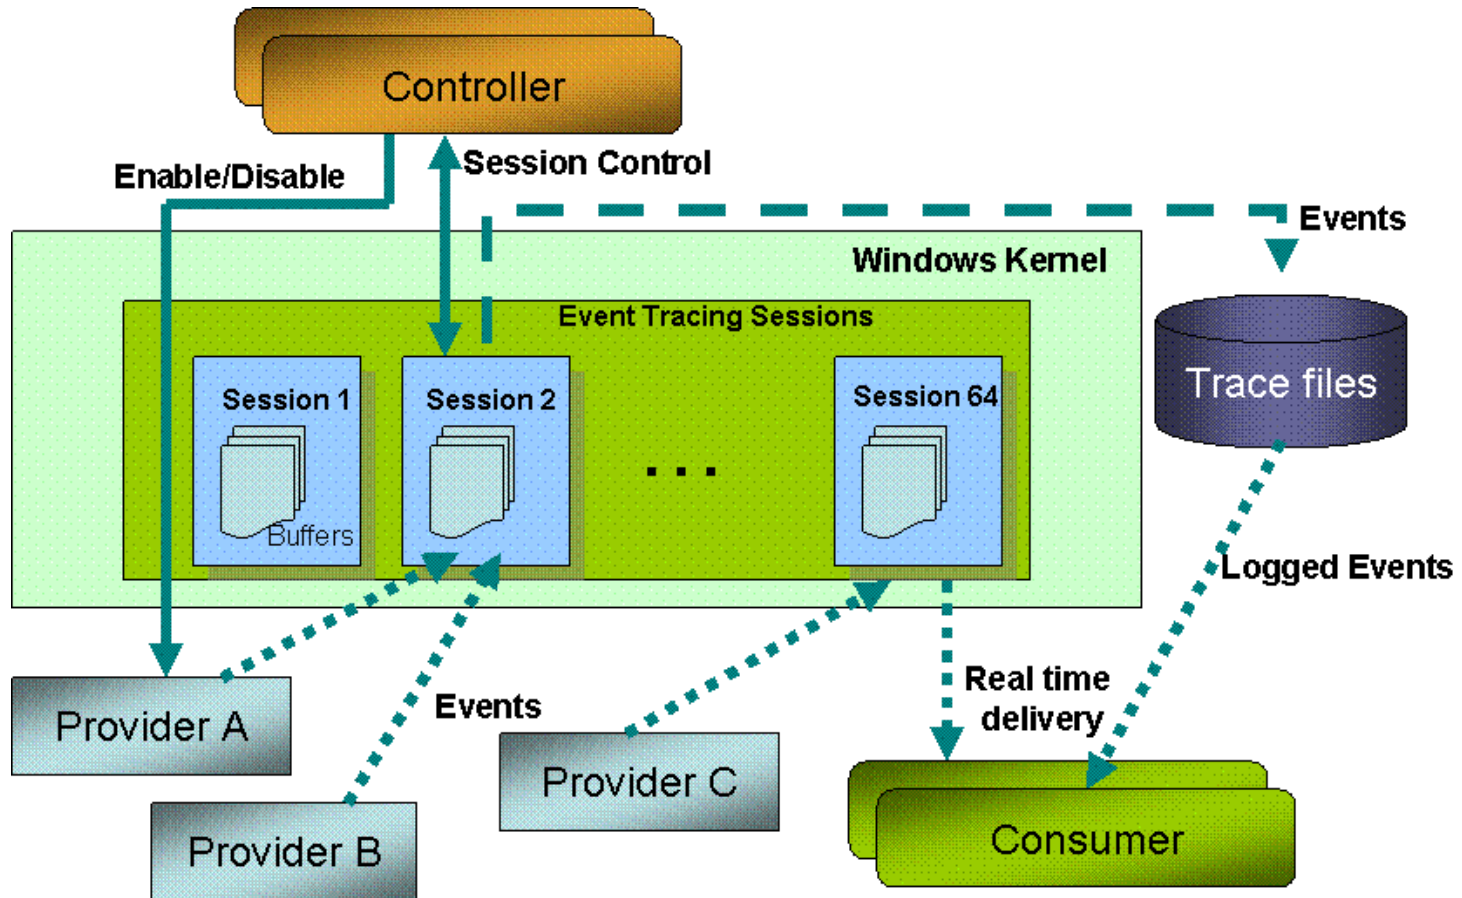 Controller
Enable/Disable
Session Control
Events
Windows Kernel
Event Tracing Sessions
Session 1
Session 2
Session 64
...
Trace files
Buffers
Logged Events
Real time
delivery
Events
Provider A
Provider B
Provider C
Consumer